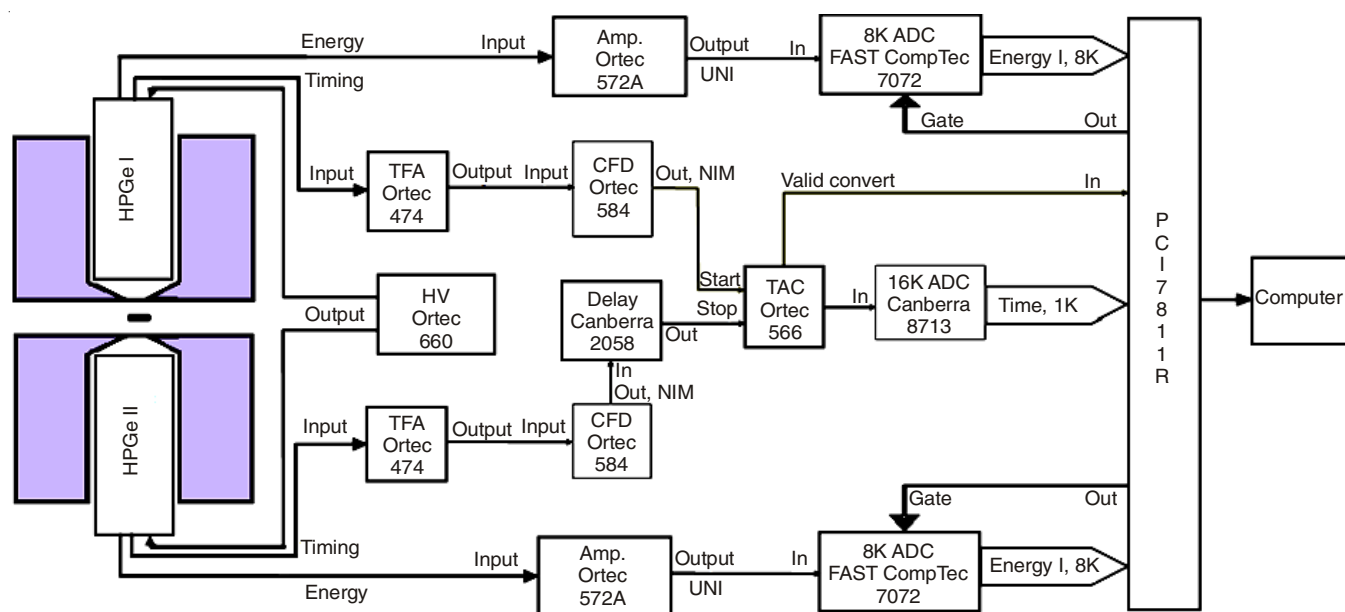 Energy
Input
Amp.
Ortec
572A
Output
UNI
In
8K ADC
FAST CompTec
7072
Energy I, 8K
Timing
Gate
Out
HPGe I
Input
TFA
Ortec
474
Output
Input
CFD
Ortec
584
Out, NIM
Valid convert
In
HV
Ortec
660
Output
Delay
Canberra
2058
Out
In
Out, NIM
Start
Stop
TAC
Ortec
566
In
16K ADC
Canberra
8713
Time, 1K
PCI7811R
Computer
HPGe II
Input
TFA
Ortec
474
Output
Input
CFD
Ortec
584
Gate
Out
Timing
Energy
Input
Amp.
Ortec
572A
Output
UNI
In
8K ADC
FAST CompTec
7072
Energy I, 8K